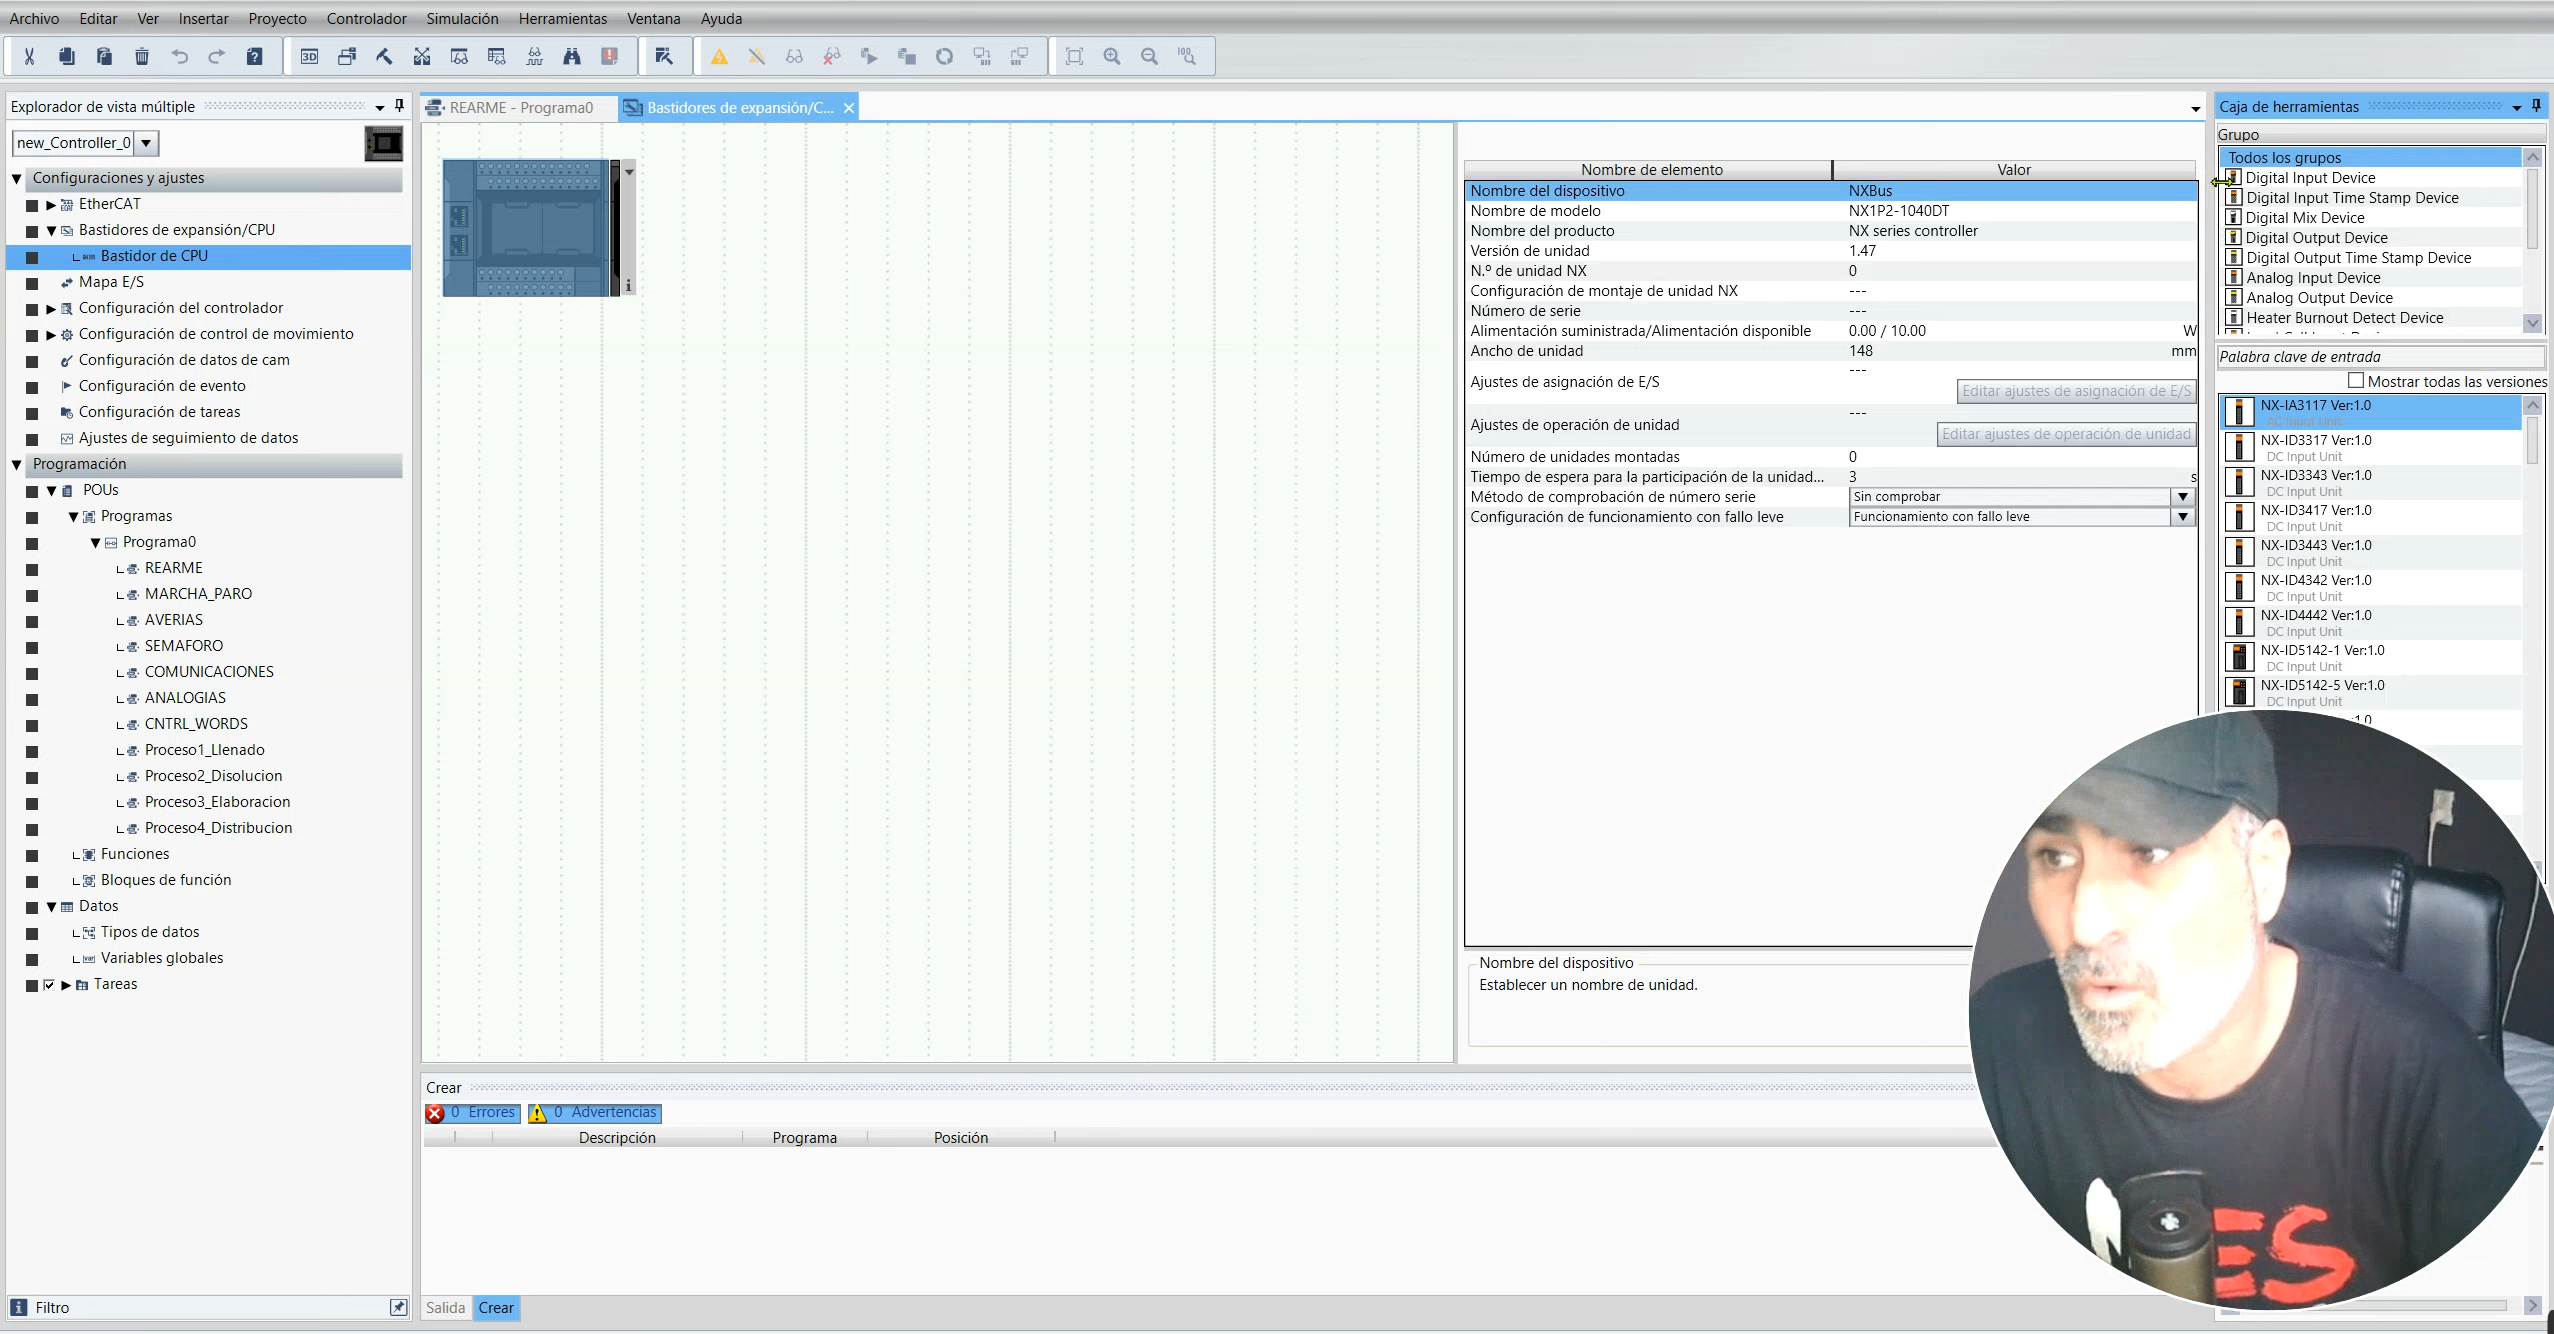 Archivo Editar Ver Insertar Proyecto Controlador Simulación Herramientas Ventana Ayuda
3D
100
Explorador de vista múltiple
new_Controller_0
Configuraciones y ajustes
EtherCAT
Bastidores de expansión/CPU
Bastidor de CPU
Mapa E/S
Configuración del controlador
Configuración de control de movimiento
Configuración de datos de cam
Configuración de evento
Configuración de tareas
Ajustes de seguimiento de datos
Programación
POUs
Programas
Programa0
REARME
MARCHA_PARO
AVERIAS
SEMAFORO
COMUNICACIONES
ANALOGIAS
CNTRL_WORDS
Proceso1_Llenado
Proceso2_Disolucion
Proceso3_Elaboracion
Proceso4_Distribucion
Funciones
Bloques de función
Datos
Tipos de datos
Variables globales
Tareas
Filtro
REARME - Programa0
Bastidores de expansión/C...
Nombre de elemento Valor
Nombre del dispositivo NXBus
Nombre de modelo NX1P2-1040DT
Nombre del producto NX series controller
Versión de unidad 1.47
N.º de unidad NX 0
Configuración de montaje de unidad NX ---
Número de serie ---
Alimentación suministrada/Alimentación disponible 0.00 / 10.00 W
Ancho de unidad 148 mm
Ajustes de asignación de E/S --- Editar ajustes de asignación de E/S
Ajustes de operación de unidad --- Editar ajustes de operación de unidad
Número de unidades montadas 0
Tiempo de espera para la participación de la unidad... 3 s
Método de comprobación de número serie Sin comprobar
Configuración de funcionamiento con fallo leve Funcionamiento con fallo leve
Nombre del dispositivo
Establecer un nombre de unidad.
Crear
0 Errores 0 Advertencias
Descripción Programa Posición
Salida Crear
Caja de herramientas
Grupo
Todos los grupos
Digital Input Device
Digital Input Time Stamp Device
Digital Mix Device
Digital Output Device
Digital Output Time Stamp Device
Analog Input Device
Analog Output Device
Heater Burnout Detect Device
Palabra clave de entrada
Mostrar todas las versiones
NX-IA3117 Ver:1.0
AC Input Unit
NX-ID3317 Ver:1.0
DC Input Unit
NX-ID3343 Ver:1.0
DC Input Unit
NX-ID3417 Ver:1.0
DC Input Unit
NX-ID3443 Ver:1.0
DC Input Unit
NX-ID4342 Ver:1.0
DC Input Unit
NX-ID4442 Ver:1.0
DC Input Unit
NX-ID5142-1 Ver:1.0
DC Input Unit
NX-ID5142-5 Ver:1.0
DC Input Unit